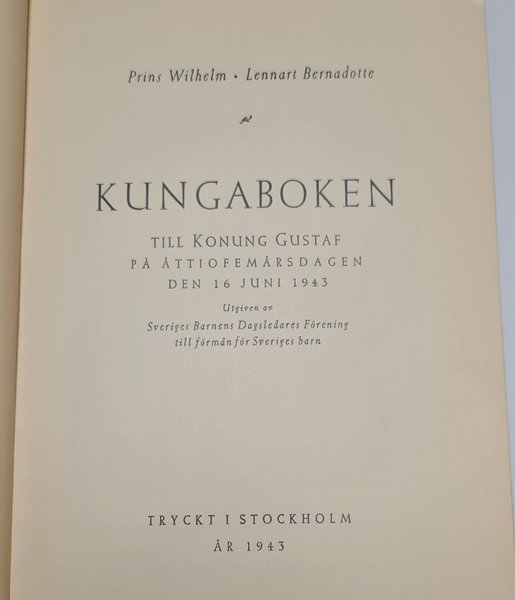 Prins Wilhelm • Lennart Bernadotte
KUNGABOKEN
TILL KONUNG GUSTAF
PÅ ÅTTIOFEMÅRSDAGEN
DEN 16 JUNI 1943
Utgiven av
Sveriges Barnens Dagsledares Förening
till förmån för Sveriges barn
TRYCKT I STOCKHOLM
ÅR 1943